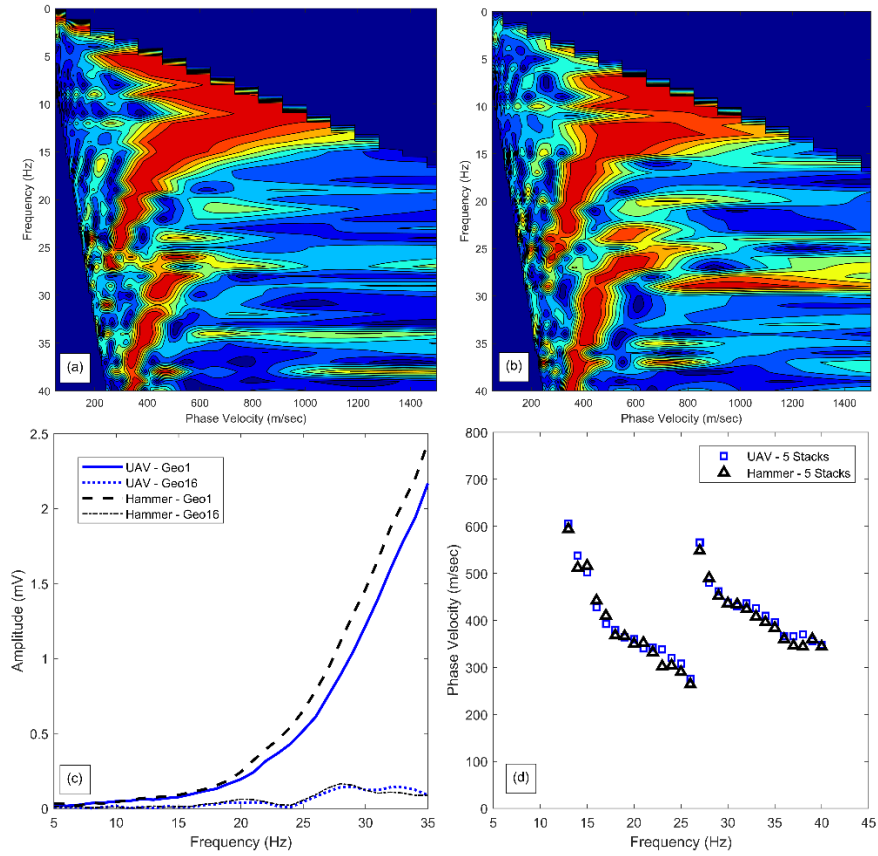 0
5
10
15
20
25
30
35
40
Frequency (Hz)
(a)
200 400 600 800 1000 1200 1400
Phase Velocity (m/sec)
0
5
10
15
20
25
30
35
40
Frequency (Hz)
(b)
200 400 600 800 1000 1200 1400
Phase Velocity (m/sec)
2.5
2
1.5
1
0.5
0
Amplitude (mV)
UAV - Geo1
UAV - Geo16
Hammer - Geo1
Hammer - Geo16
(c)
5 10 15 20 25 30 35
Frequency (Hz)
800
700
600
500
400
300
200
100
0
Phase Velocity (m/sec)
UAV - 5 Stacks
Hammer - 5 Stacks
(d)
5 10 15 20 25 30 35 40 45
Frequency (Hz)